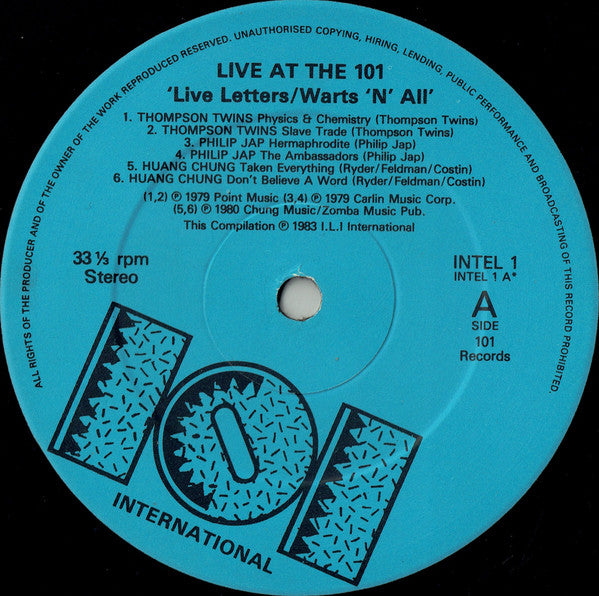 ALL RIGHTS OF THE PRODUCER AND OF THE OWNER OF THE WORK REPRODUCED RESERVED. UNAUTHORISED COPYING, HIRING, LENDING, PUBLIC PERFORMANCE AND BROADCASTING OF THIS RECORD PROHIBITED.
LIVE AT THE 101
'Live Letters/Warts 'N' All'
1. THOMPSON TWINS Physics & Chemistry (Thompson Twins)
2. THOMPSON TWINS Slave Trade (Thompson Twins)
3. PHILIP JAP Hermaphrodite (Philip Jap)
4. PHILIP JAP The Ambassadors (Philip Jap)
5. HUANG CHUNG Taken Everything (Ryder/Feldman/Costin)
6. HUANG CHUNG Don't Believe A Word (Ryder/Feldman/Costin)
(1,2) ℗ 1979 Point Music (3,4) ℗ 1979 Carlin Music Corp.
(5,6) ℗ 1980 Chung Music/Zomba Music Pub.
This Compilation ℗ 1983 I.L.I International
33⅓ rpm
Stereo
INTEL 1
INTEL 1 A*
A
SIDE
101
Records
101
INTERNATIONAL